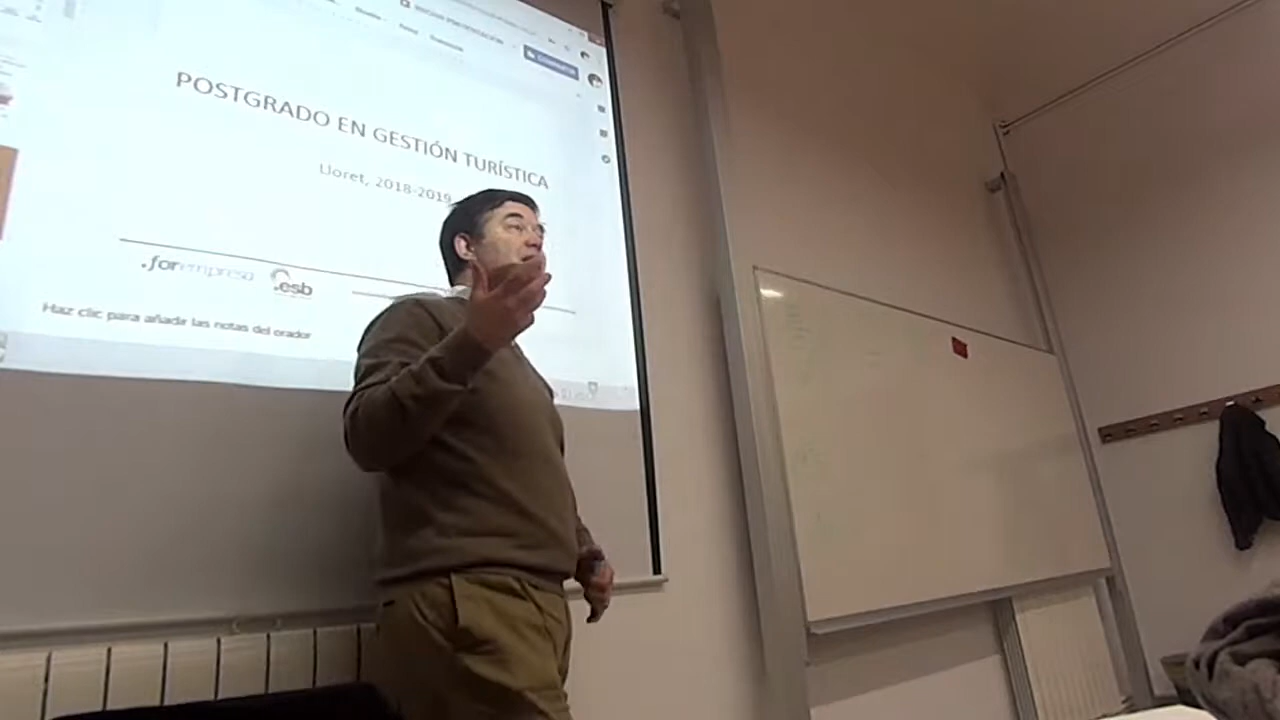 POSTGRADO EN GESTIÓN TURÍSTICA
Lloret, 2018-2019
.forempresa
.esb
Haz clic para añadir las notas del orador